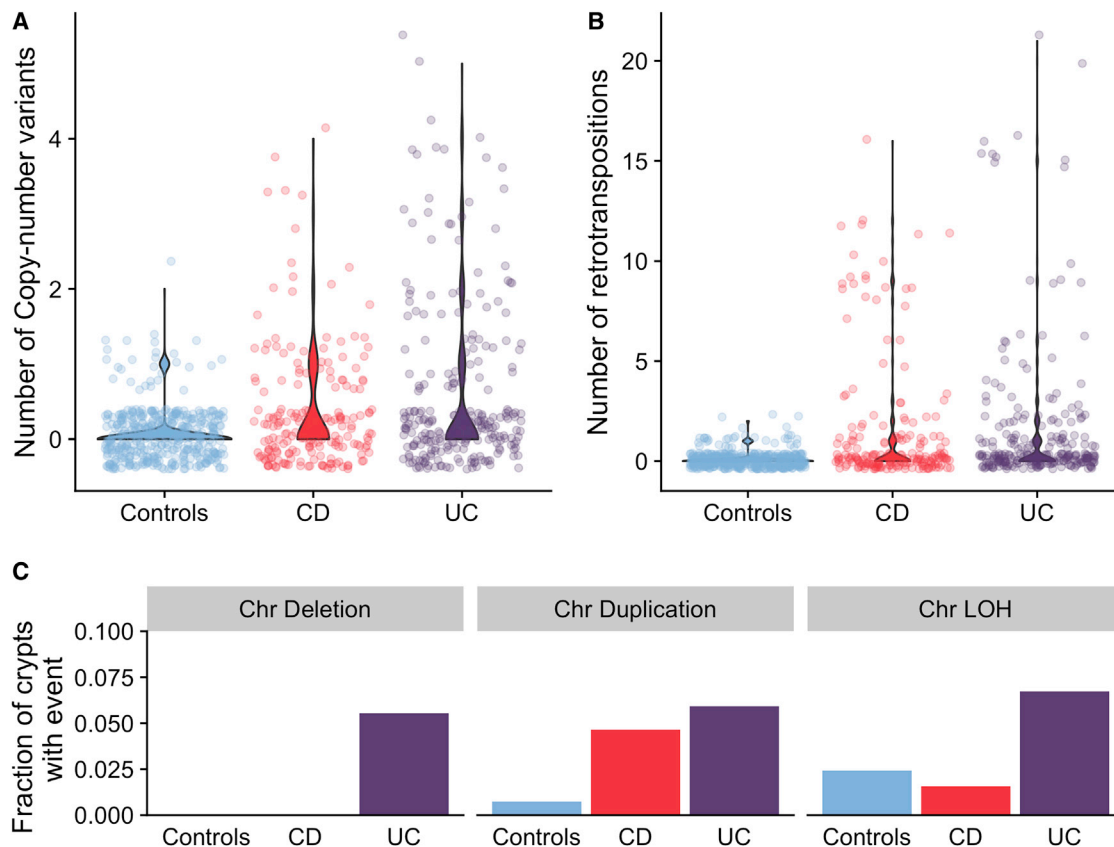 A
Number of Copy-number variants
4
2
0
Controls CD UC
B
Number of retrotranspositions
20
15
10
5
0
Controls CD UC
C
Fraction of crypts
with event
Chr Deletion Chr Duplication Chr LOH
0.100
0.075
0.050
0.025
0.000
Controls CD UC Controls CD UC Controls CD UC